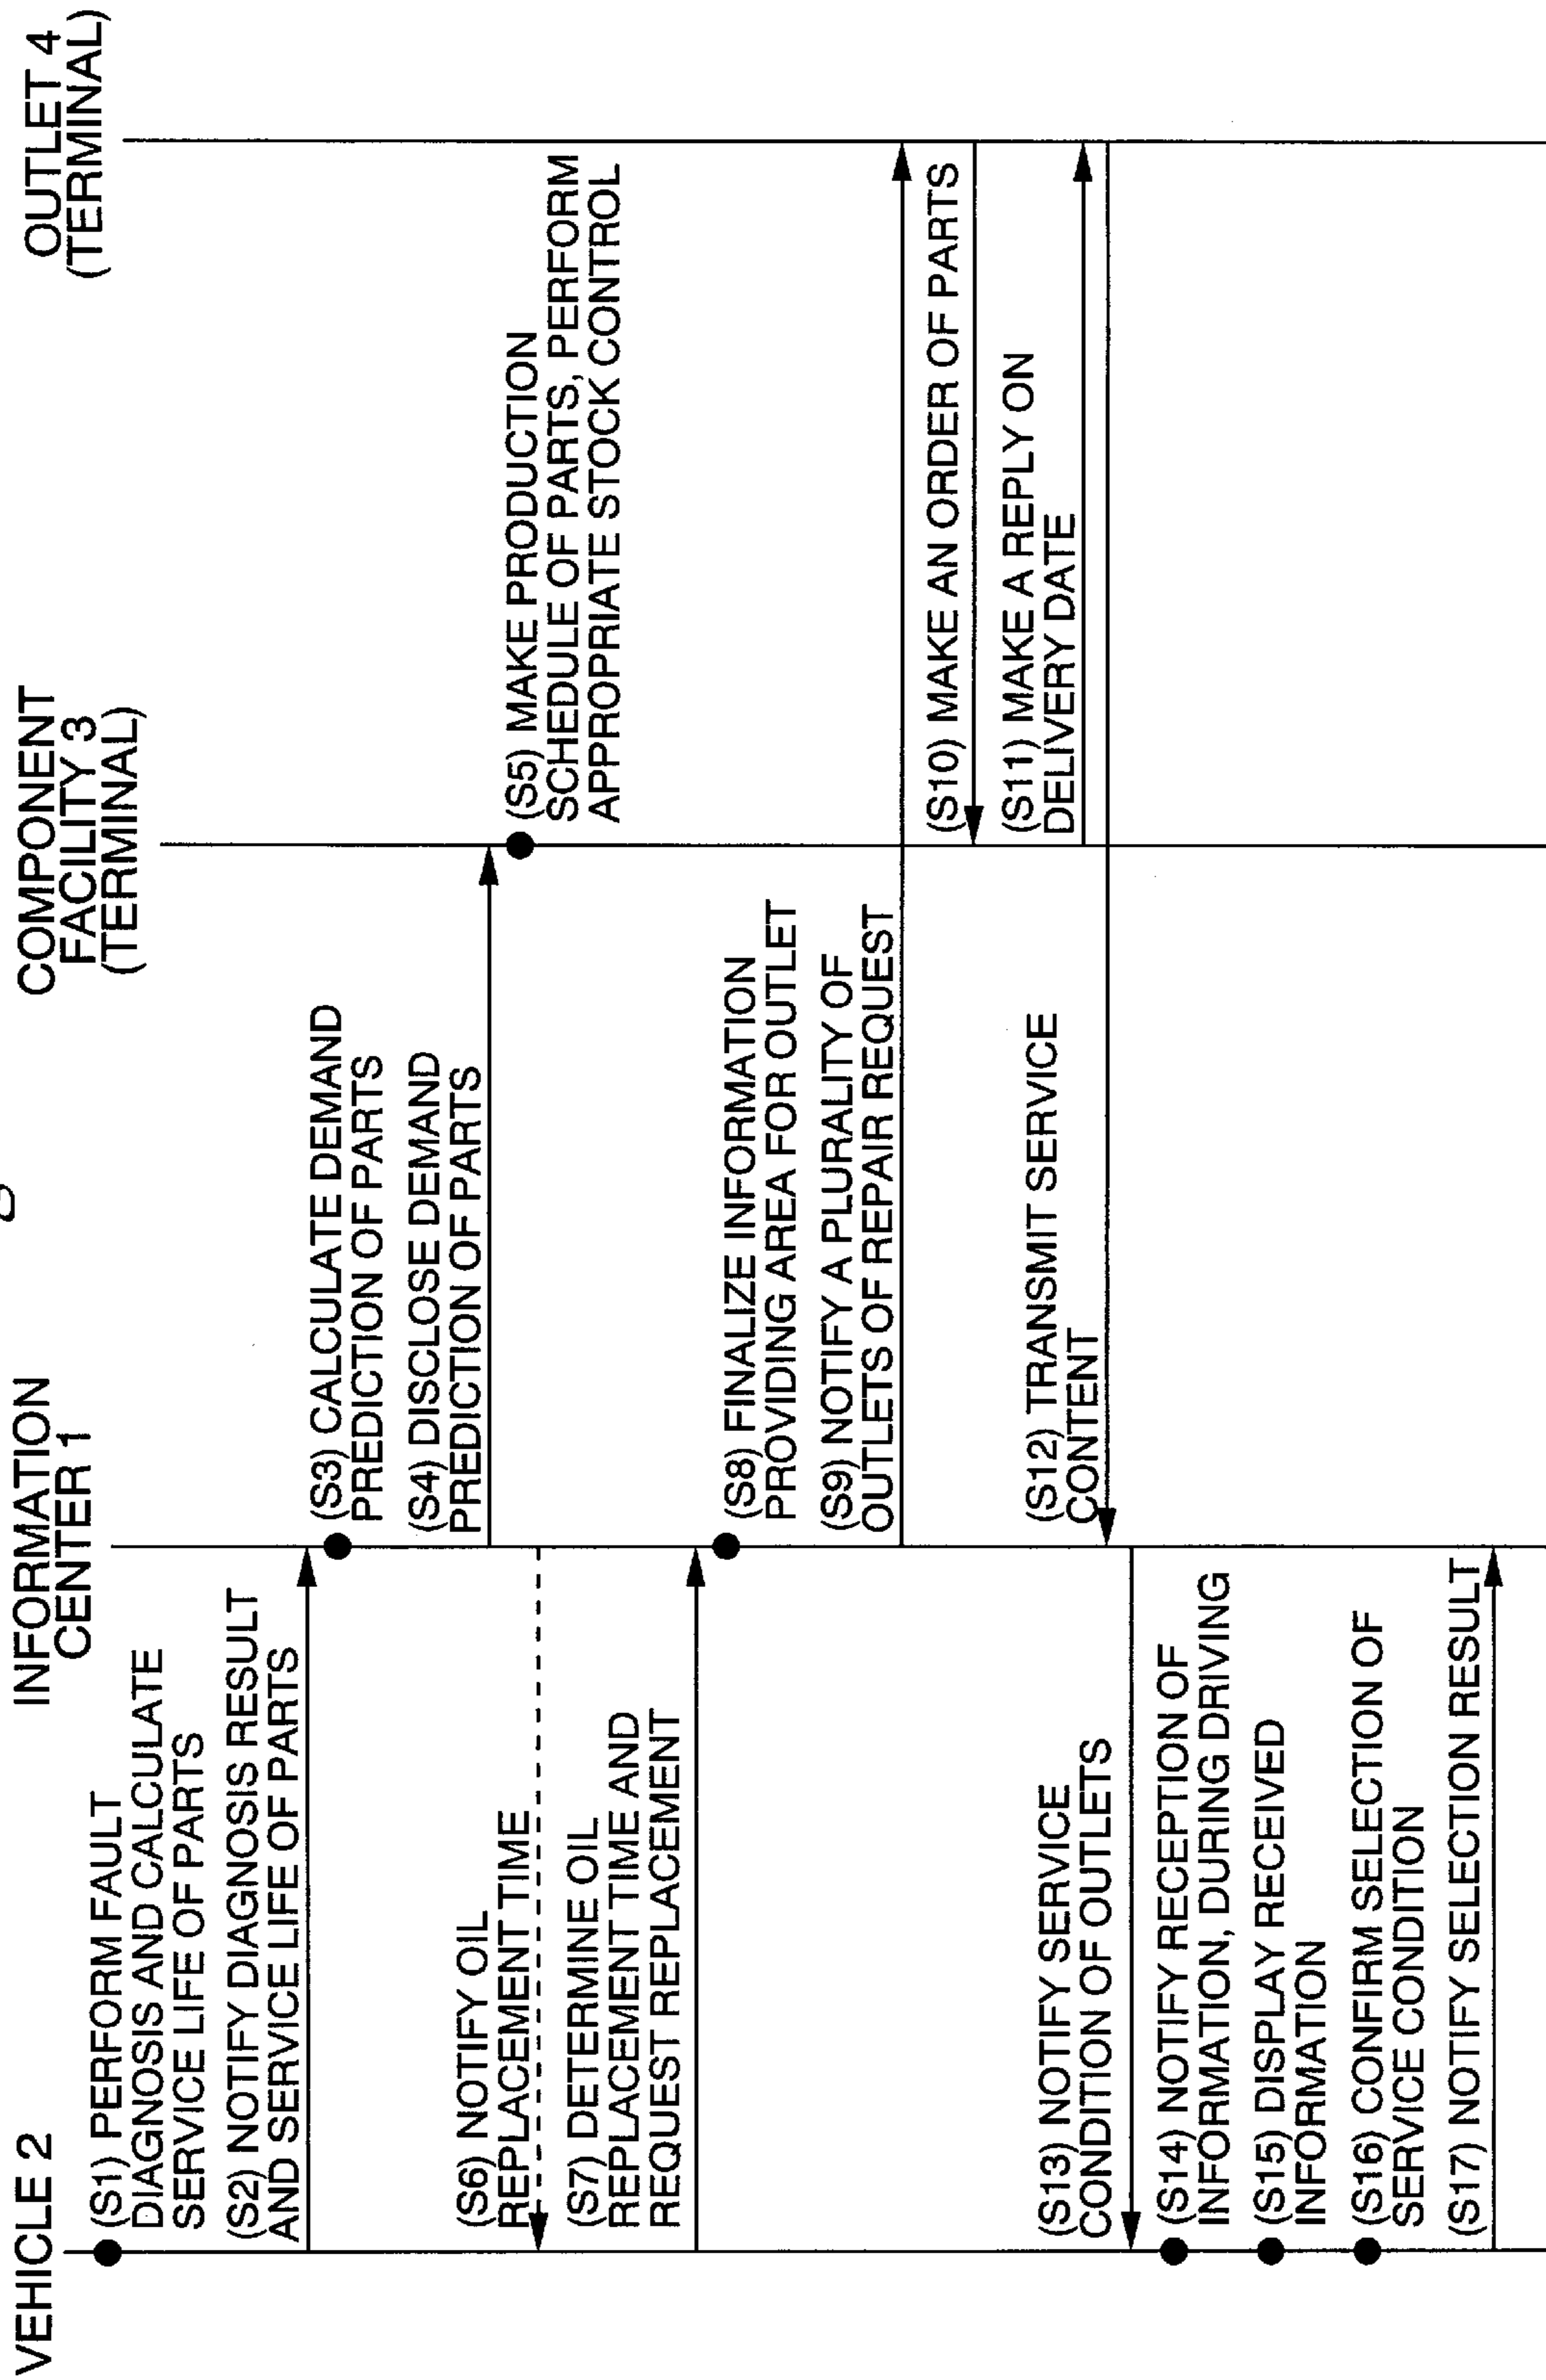 VEHICLE 2
INFORMATION
CENTER 1
COMPONENT
FACILITY 3
(TERMINAL)
OUTLET 4
(TERMINAL)
(S1) PERFORM FAULT
DIAGNOSIS AND CALCULATE
SERVICE LIFE OF PARTS
(S2) NOTIFY DIAGNOSIS RESULT
AND SERVICE LIFE OF PARTS
(S3) CALCULATE DEMAND
PREDICTION OF PARTS
(S4) DISCLOSE DEMAND
PREDICTION OF PARTS
(S5) MAKE PRODUCTION
SCHEDULE OF PARTS, PERFORM
APPROPRIATE STOCK CONTROL
(S6) NOTIFY OIL
REPLACEMENT TIME
(S7) DETERMINE OIL
REPLACEMENT TIME AND
REQUEST REPLACEMENT
(S8) FINALIZE INFORMATION
PROVIDING AREA FOR OUTLET
(S9) NOTIFY A PLURALITY OF
OUTLETS OF REPAIR REQUEST
(S10) MAKE AN ORDER OF PARTS
(S11) MAKE A REPLY ON
DELIVERY DATE
(S12) TRANSMIT SERVICE
CONTENT
(S13) NOTIFY SERVICE
CONDITION OF OUTLETS
(S14) NOTIFY RECEPTION OF
INFORMATION, DURING DRIVING
(S15) DISPLAY RECEIVED
INFORMATION
(S16) CONFIRM SELECTION OF
SERVICE CONDITION
(S17) NOTIFY SELECTION RESULT